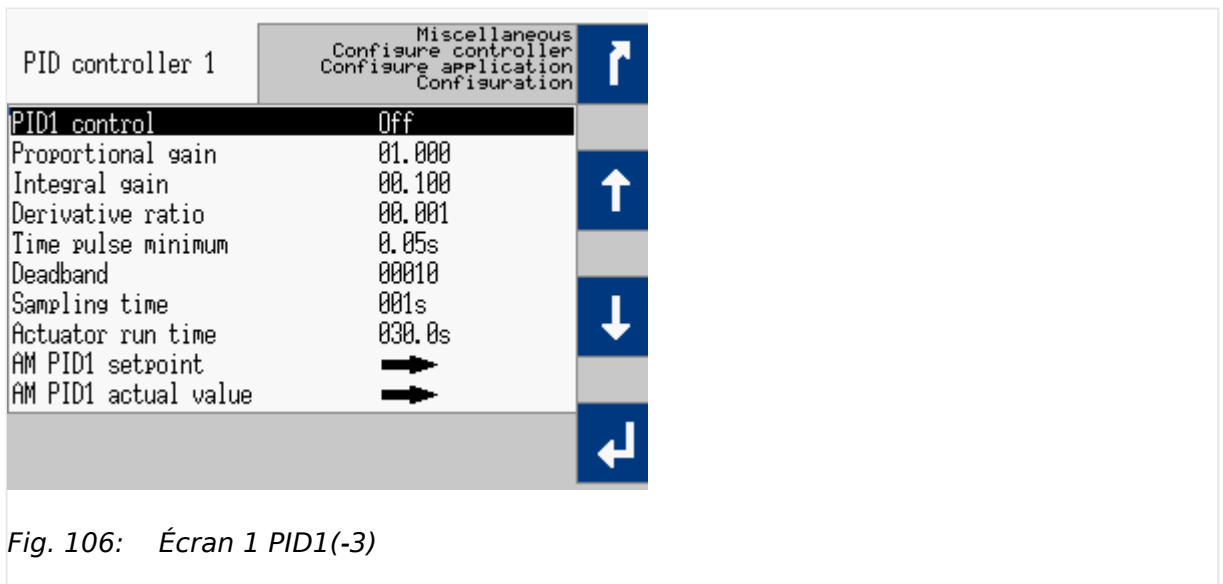 PID controller 1
Miscellaneous
Configure controller
Configure application
Configuration
PID1 control Off
Proportional gain 01.000
Integral gain 00.100
Derivative ratio 00.001
Time pulse minimum 0.05s
Deadband 00010
Sampling time 001s
Actuator run time 030.0s
AM PID1 setpoint
AM PID1 actual value
Fig. 106: Écran 1 PID1(-3)